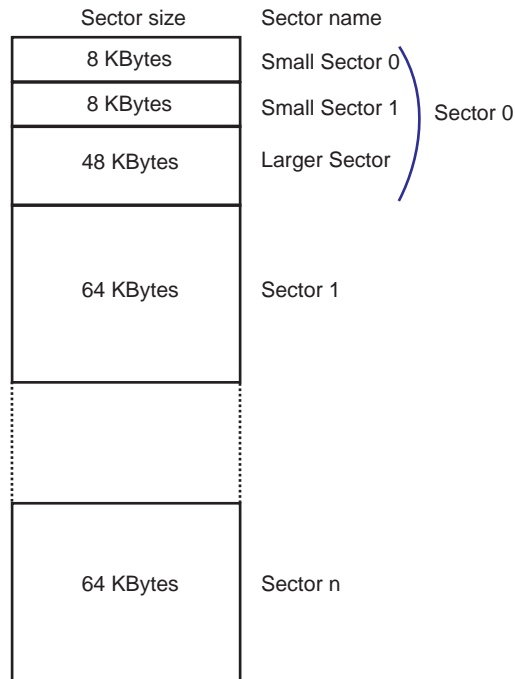 Sector size Sector name
8 KBytes Small Sector 0
8 KBytes Small Sector 1 Sector 0
48 KBytes Larger Sector
64 KBytes Sector 1
64 KBytes Sector n